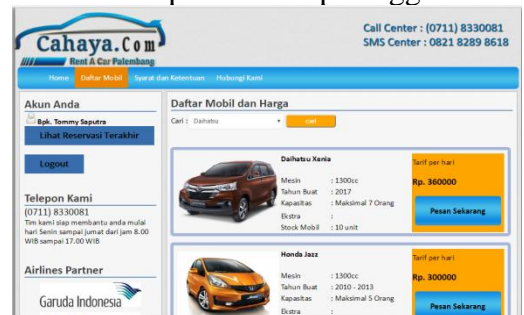 Cahaya.Com
Rent A Car Palembang
Call Center : (0711) 8330081
SMS Center : 0821 8289 8618
Home Daftar Mobil Syarat dan Ketentuan Hubungi Kami
Akun Anda
Bpk. Tommy Saputra
Lihat Reservasi Terakhir
Logout
Telepon Kami
(0711) 8330081
Tim kami siap membantu anda mulai
hari Senin sampai jumat dari jam 8.00
WIB sampai 17.00 WIB
Airlines Partner
Garuda Indonesia
Daftar Mobil dan Harga
Cari : Daihatsu cari
Daihatsu Xenia
Mesin : 1300cc
Tahun Buat : 2017
Kapasitas : Maksimal 7 Orang
Ekstra :
Stock Mobil : 10 unit
Tarif per hari
Rp. 360000
Pesan Sekarang
Honda Jazz
Mesin : 1300cc
Tahun Buat : 2010 - 2013
Kapasitas : Maksimal 5 Orang
Ekstra :
Tarif per hari
Rp. 300000
Pesan Sekarang